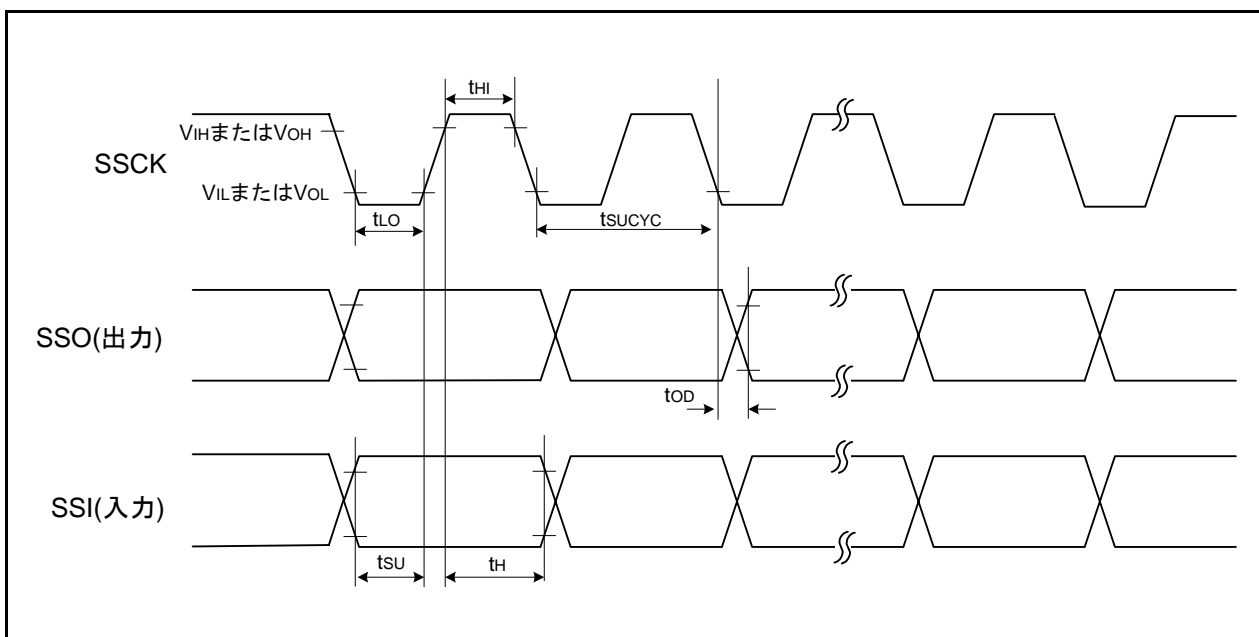 tHI
VIHまたはVOH
SSCK
VILまたはVOL
tLO
tSUCYC
SSO(出力)
tOD
SSI(入力)
tSU
tH